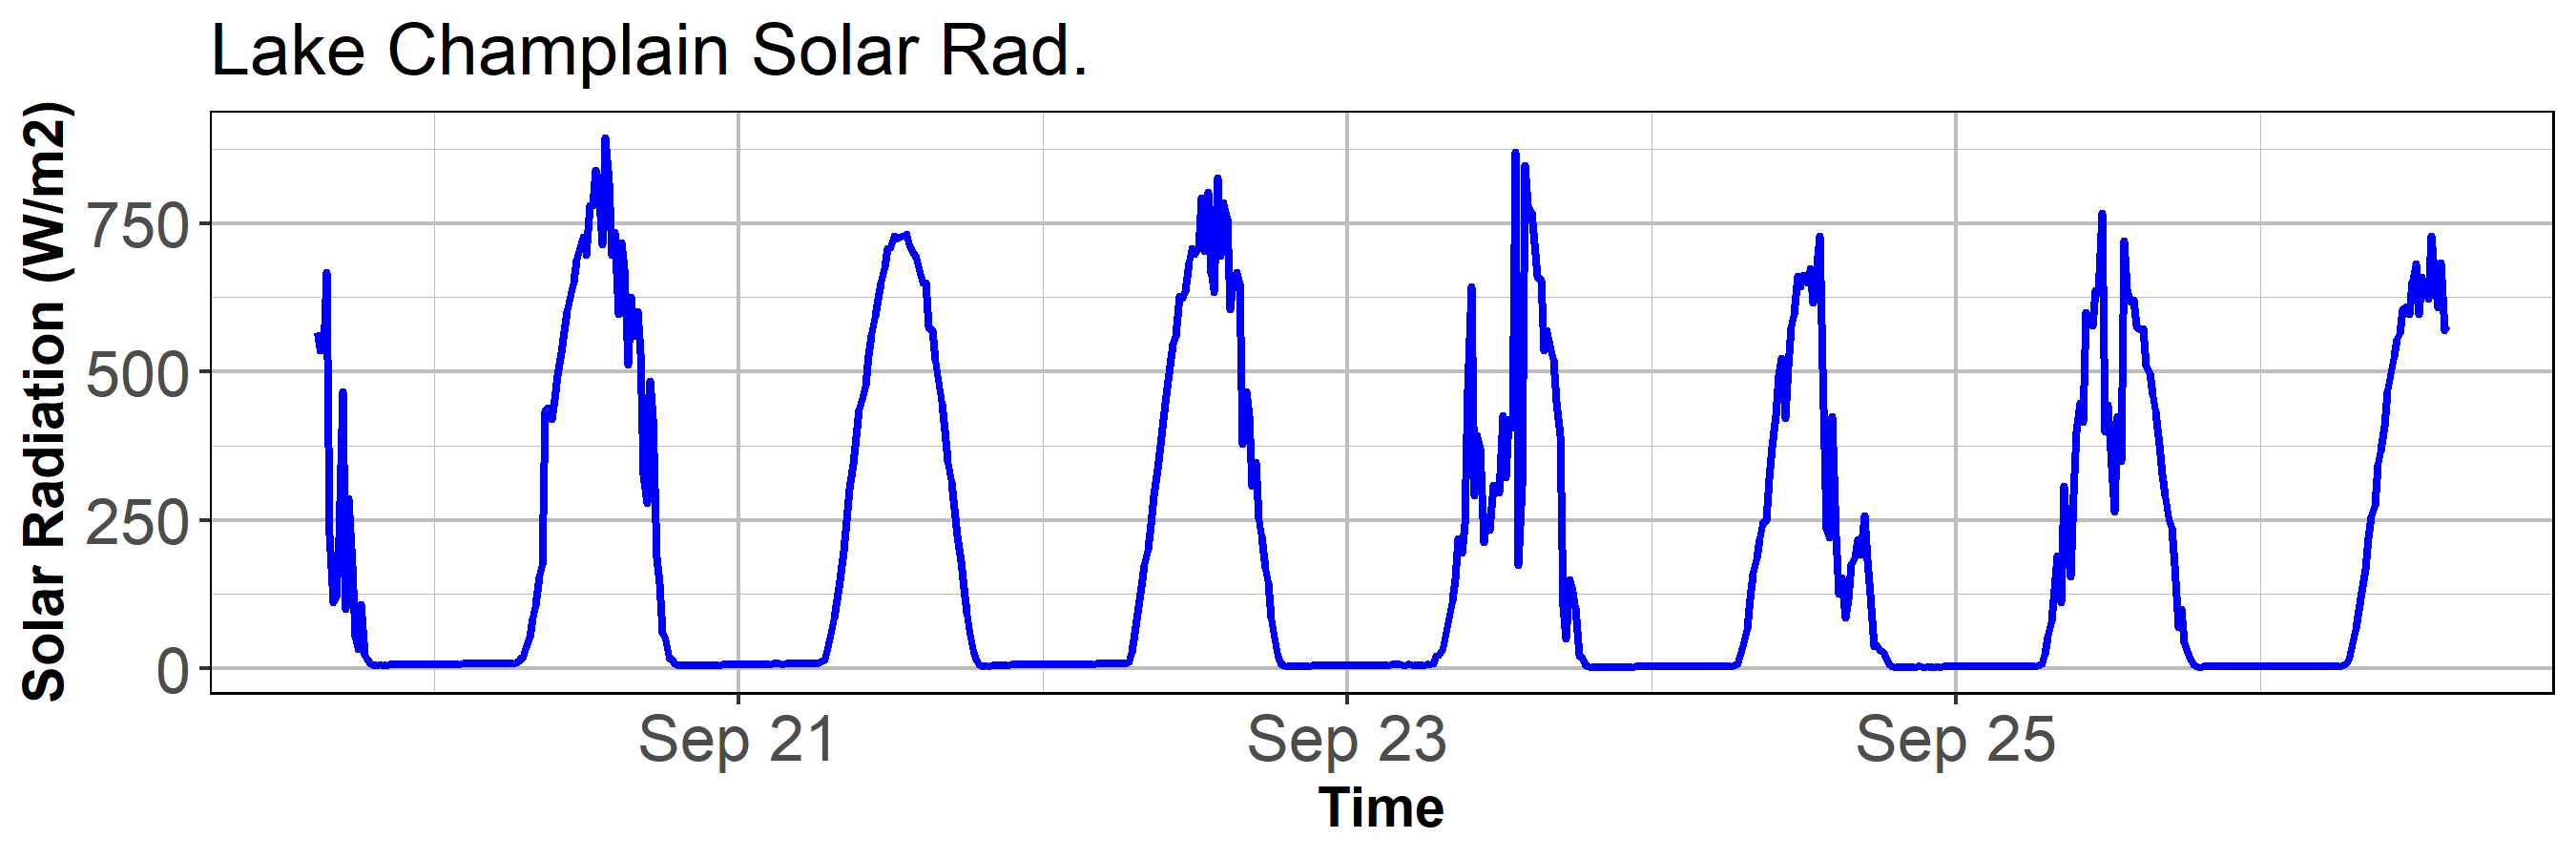 Lake Champlain Solar Rad.
Solar Radiation (W/m2)
750
500
250
0
Sep 21 Sep 23 Sep 25
Time